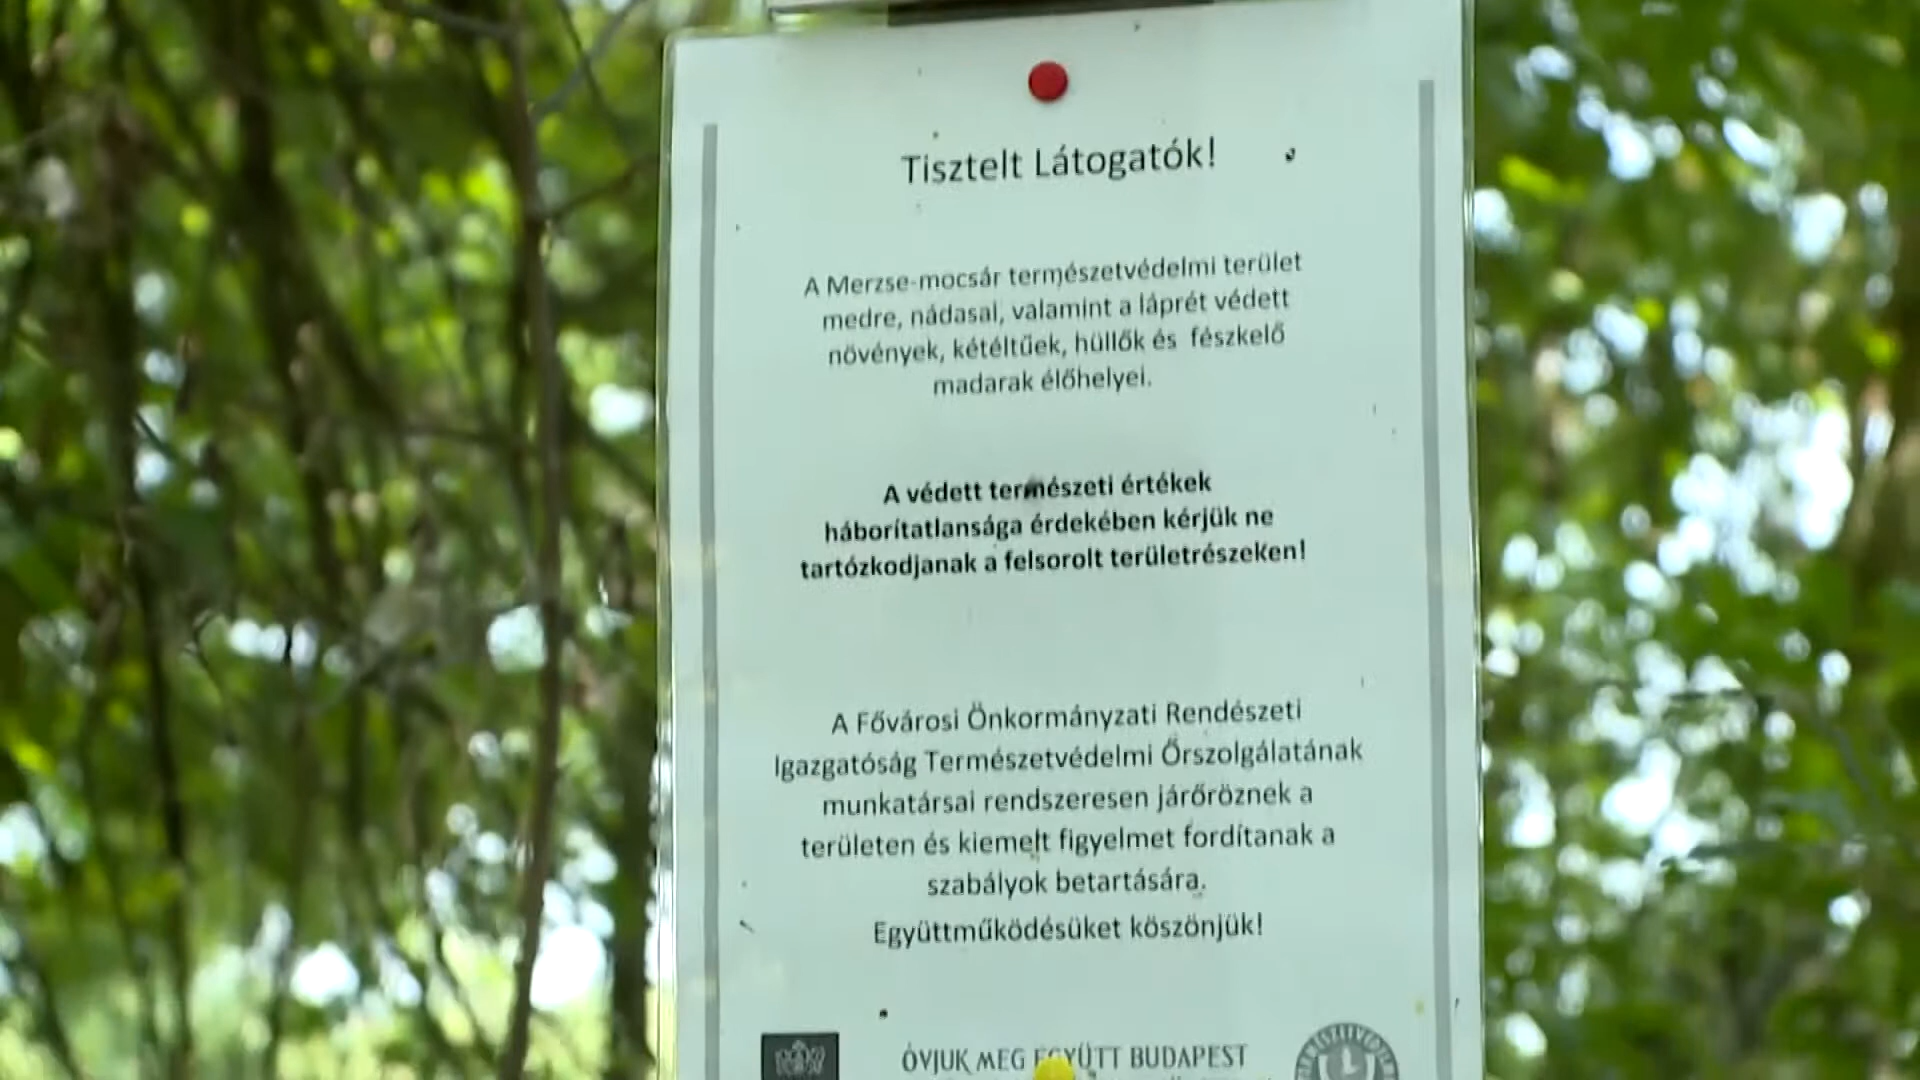 Tisztelt Látogatók!
A Merzse-mocsár természetvédelmi terület
medre, nádasai, valamint a láprét védett
növények, kétéltűek, hüllők és fészkelő
madarak élőhelyei.
A védett természeti értékek
háborítatlansága érdekében kérjük ne
tartózkodjanak a felsorolt területrészeken!
A Fővárosi Önkormányzati Rendészeti
Igazgatóság Természetvédelmi Őrszolgálatának
munkatársai rendszeresen járőröznek a
területen és kiemelt figyelmet fordítanak a
szabályok betartására.
Együttműködésüket köszönjük!
ÓVJUK MEG EGYÜTT BUDAPEST